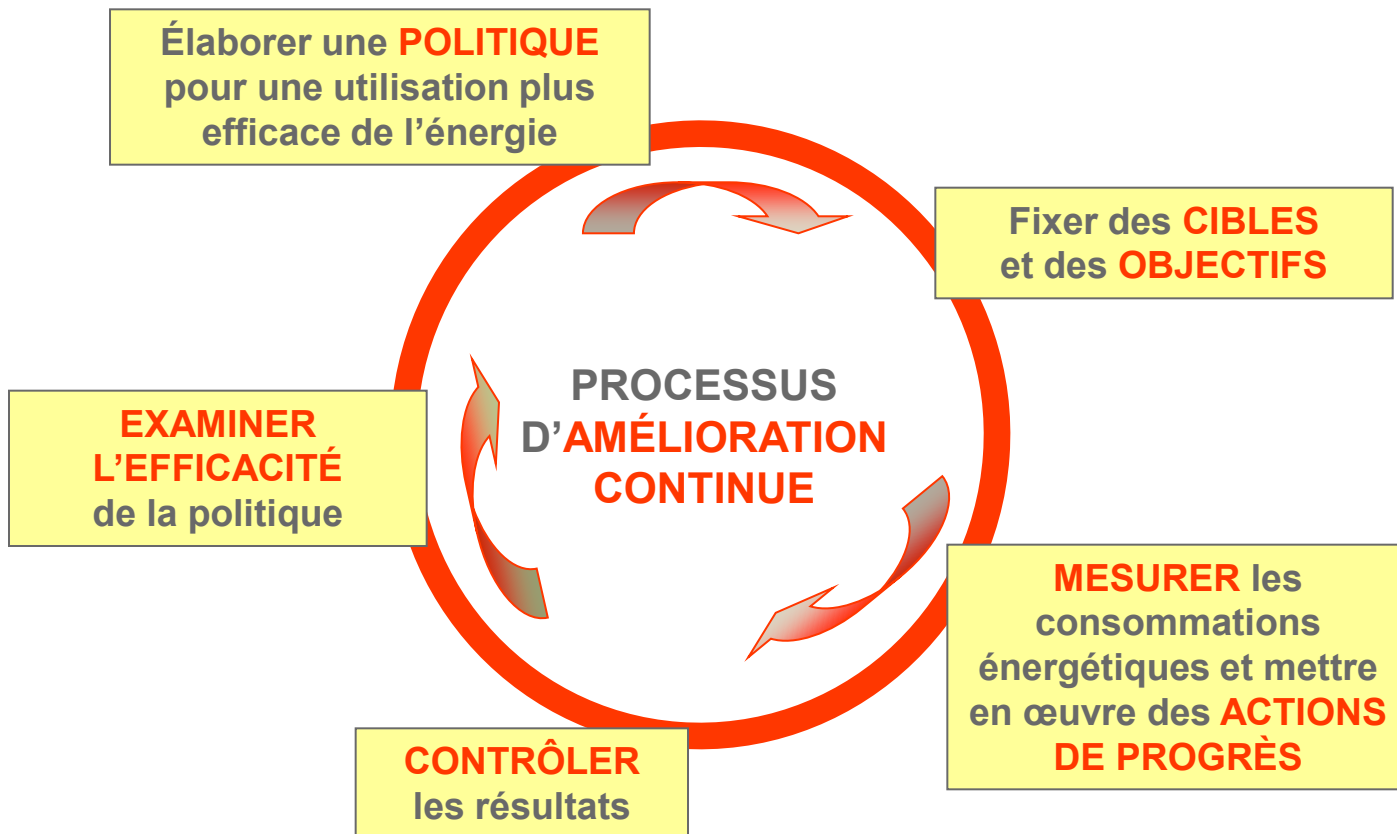 Élaborer une POLITIQUE
pour une utilisation plus
efficace de l’énergie
Fixer des CIBLES
et des OBJECTIFS
PROCESSUS
D’AMÉLIORATION
CONTINUE
EXAMINER
L’EFFICACITÉ
de la politique
MESURER les
consommations
énergétiques et mettre
en œuvre des ACTIONS
DE PROGRÈS
CONTRÔLER
les résultats